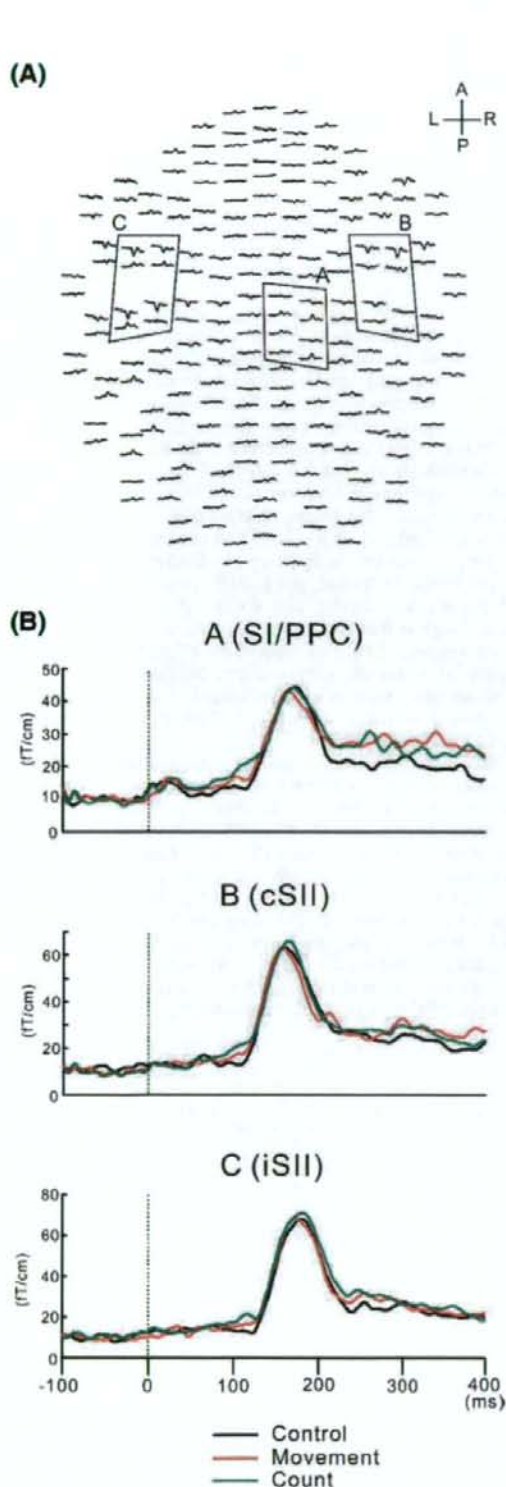 (A)
A
L R
P
C
B
A
(B)
A (SI/PPC)
50
40
30
20
10
0
(fT/cm)
B (cSII)
60
40
20
0
(fT/cm)
C (iSII)
80
60
40
20
0
(fT/cm)
-100 0 100 200 300 400
(ms)
Control
Movement
Count